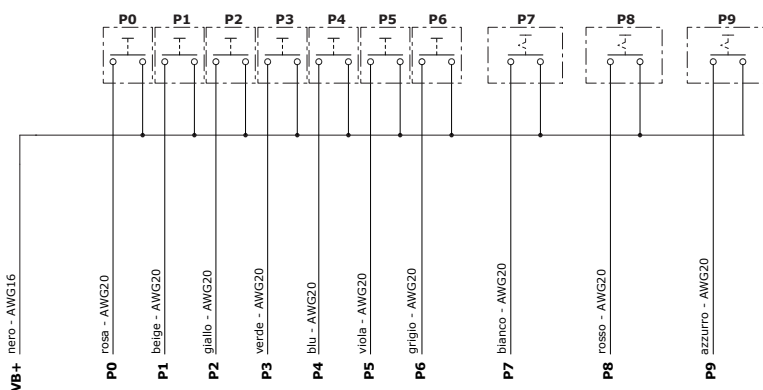 P0
P1
P2
P3
P4
P5
P6
P7
P8
P9
nero - AWG16
rosa - AWG20
beige - AWG20
giallo - AWG20
verde - AWG20
blu - AWG20
viola - AWG20
grigio - AWG20
bianco - AWG20
rosso - AWG20
azzurro - AWG20
VB+
P0
P1
P2
P3
P4
P5
P6
P7
P8
P9